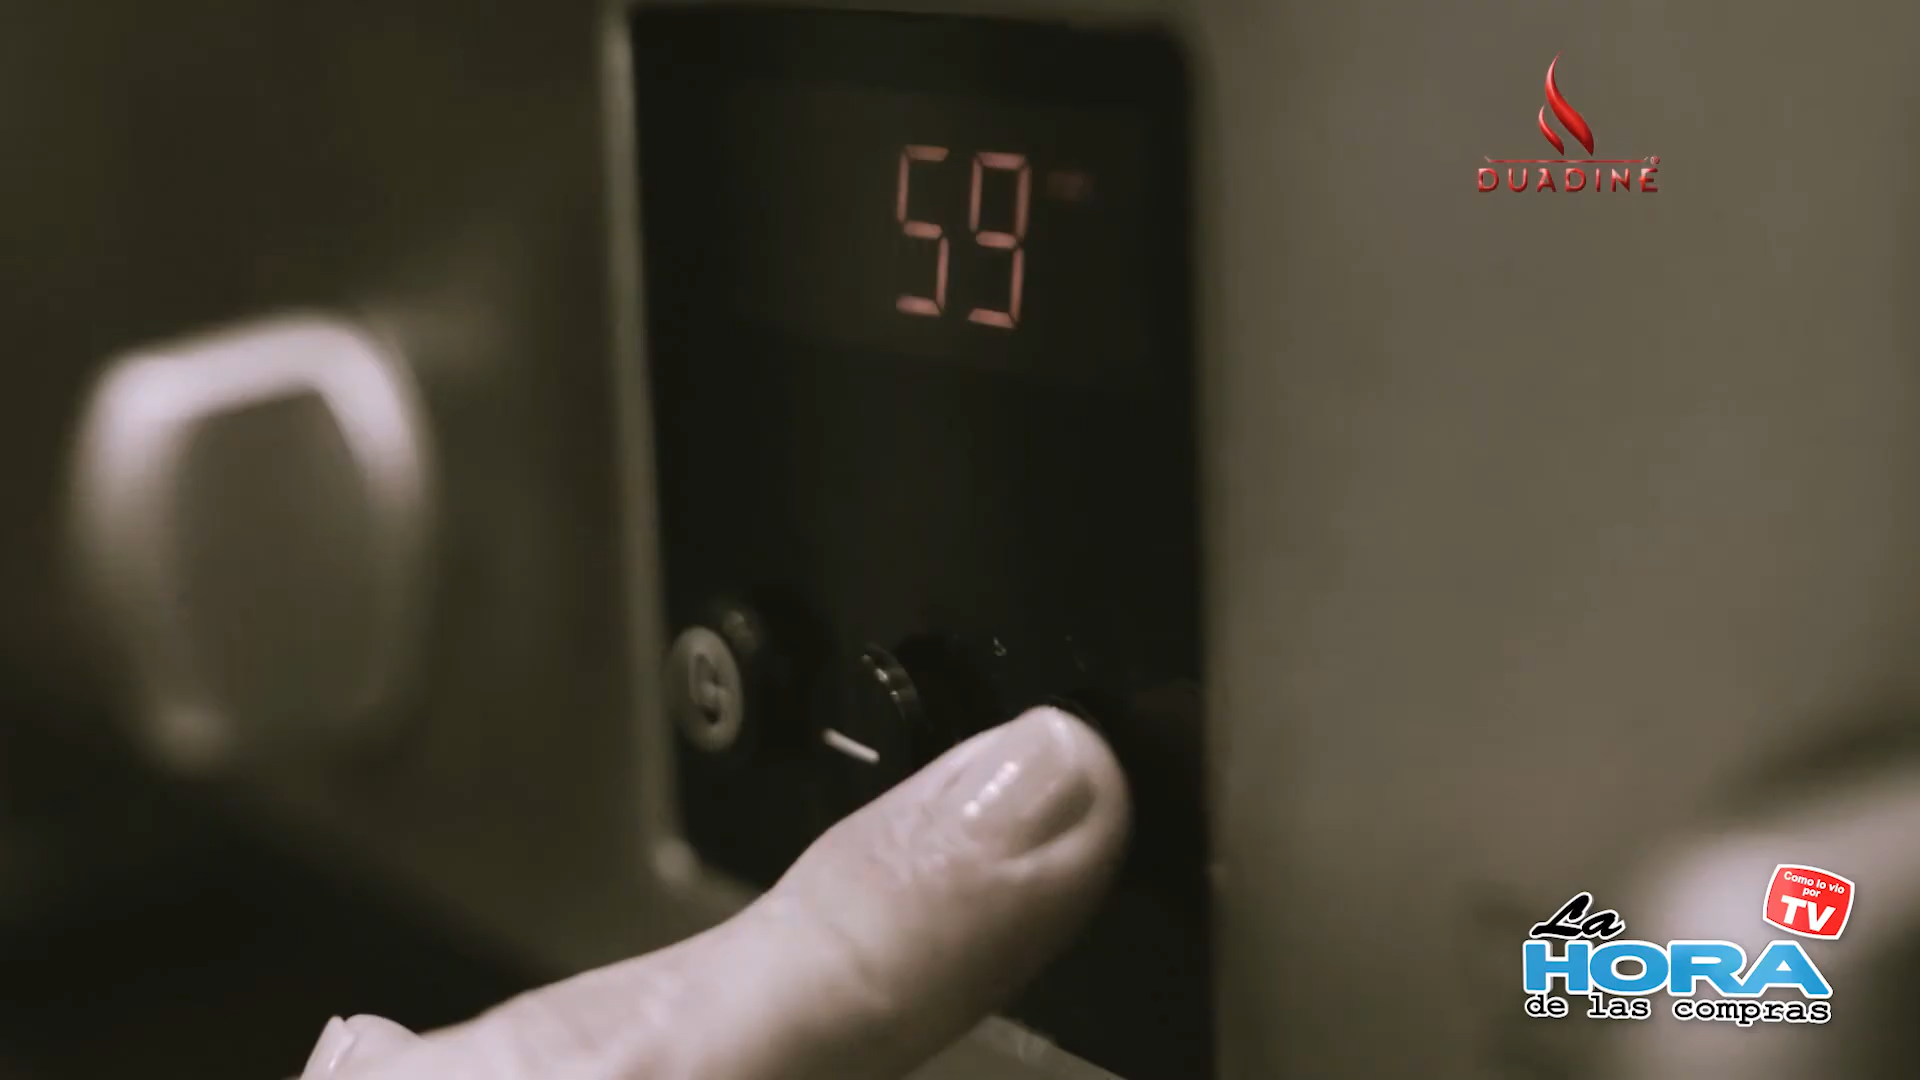 59
DUADINE®
Como lo vio
por
TV
La
HORA
de las compras